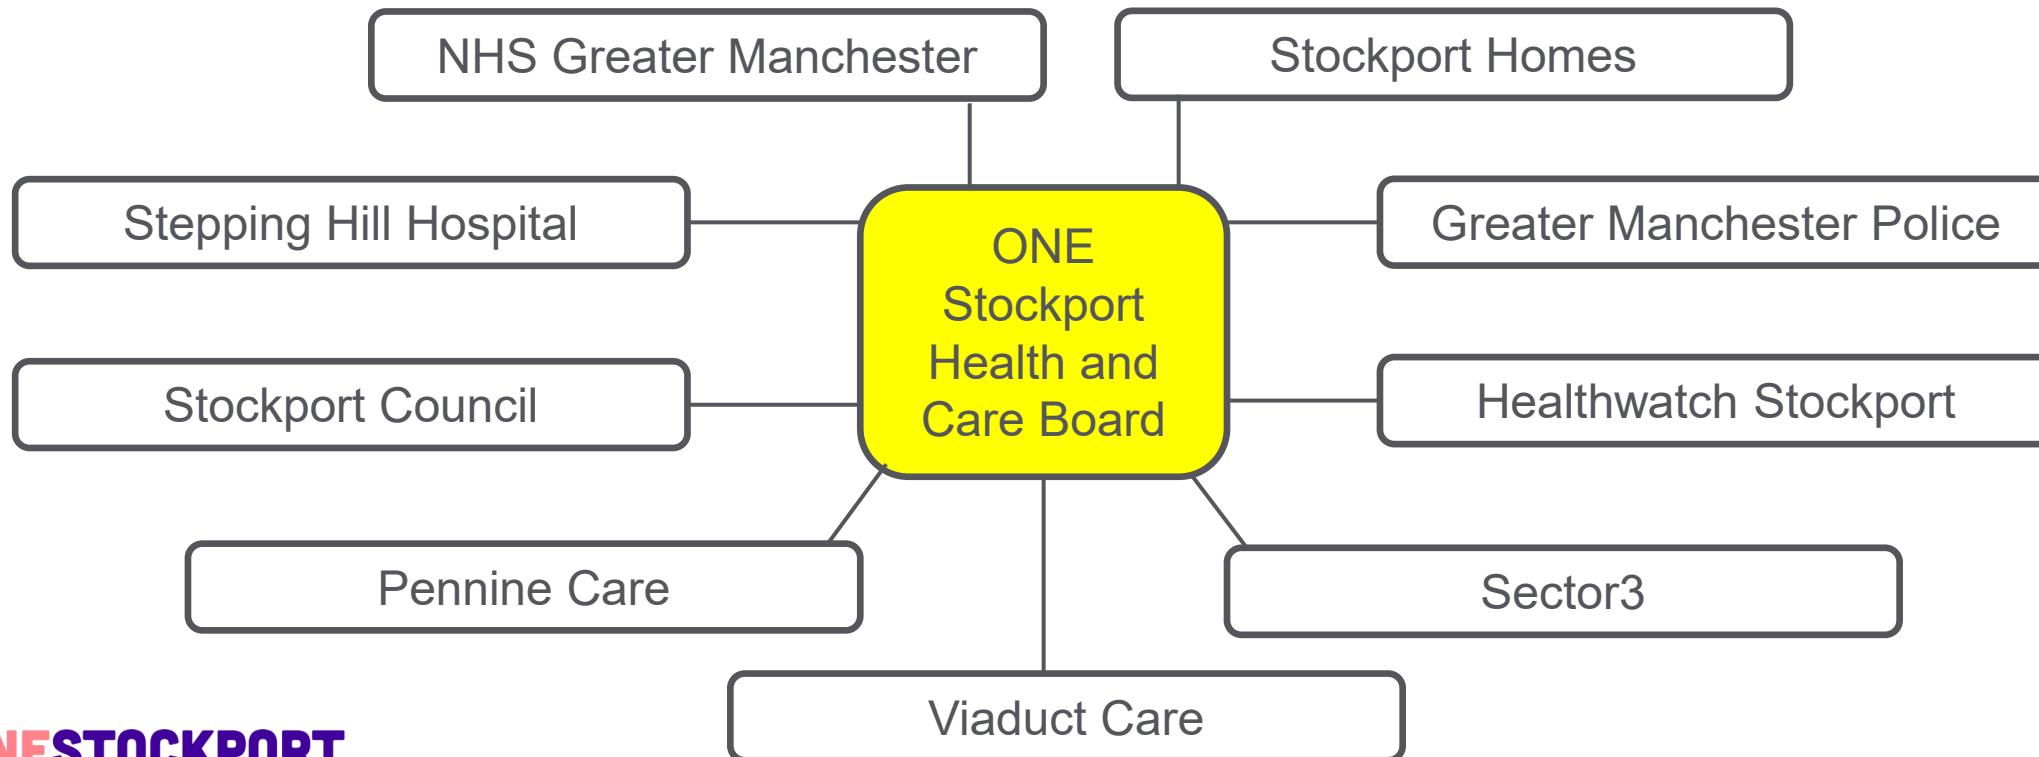 NHS Greater Manchester
Stockport Homes
Stepping Hill Hospital
Greater Manchester Police
ONE
Stockport
Health and
Care Board
Stockport Council
Healthwatch Stockport
Pennine Care
Sector3
Viaduct Care
NESTOCKPORT